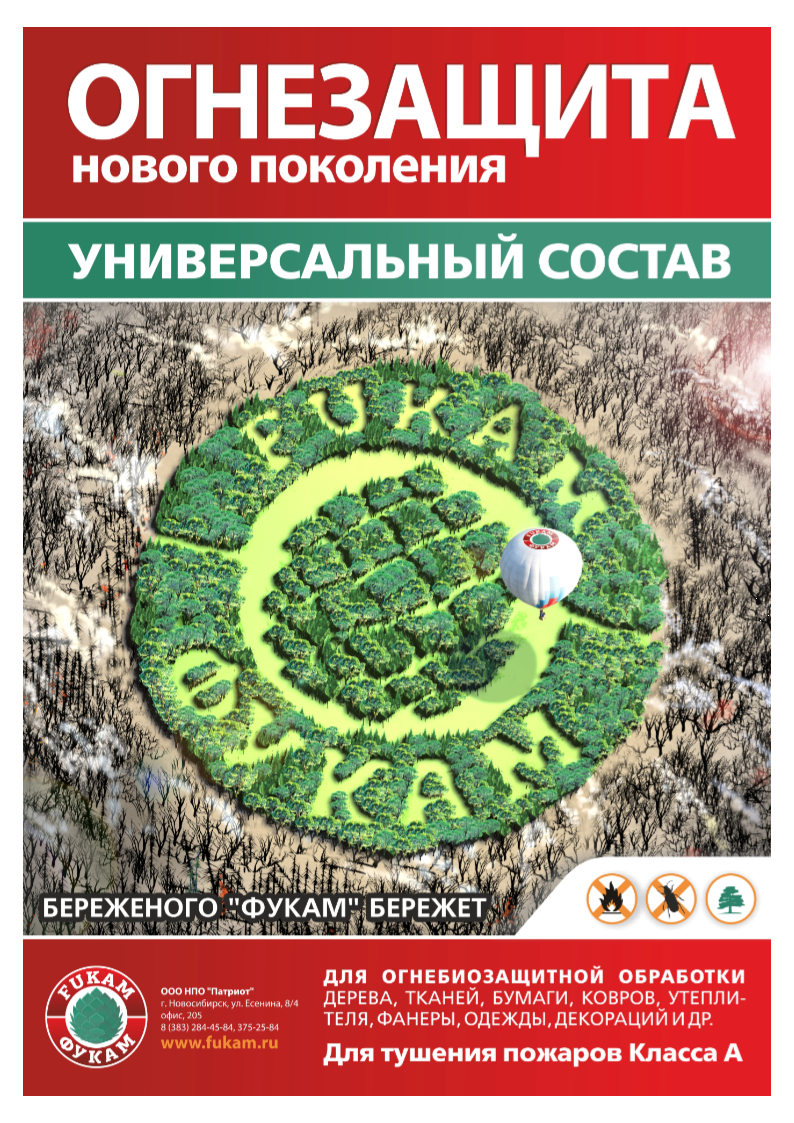 ОГНЕЗАЩИТА
нового поколения
УНИВЕРСАЛЬНЫЙ СОСТАВ
FUKAM
FUKAM
ФУКАМ
ФУКАМ
БЕРЕЖЕНОГО "ФУКАМ" БЕРЕЖЕТ
FUKAM
ФУКАМ
ООО НПО "Патриот"
г. Новосибирск, ул. Есенина, 8/4
офис, 205
8 (383) 284-45-84, 375-25-84
www.fukam.ru
ДЛЯ ОГНЕБИОЗАЩИТНОЙ ОБРАБОТКИ
ДЕРЕВА, ТКАНЕЙ, БУМАГИ, КОВРОВ, УТЕПЛИ-
ТЕЛЯ, ФАНЕРЫ, ОДЕЖДЫ, ДЕКОРАЦИЙ И ДР.
Для тушения пожаров Класса А